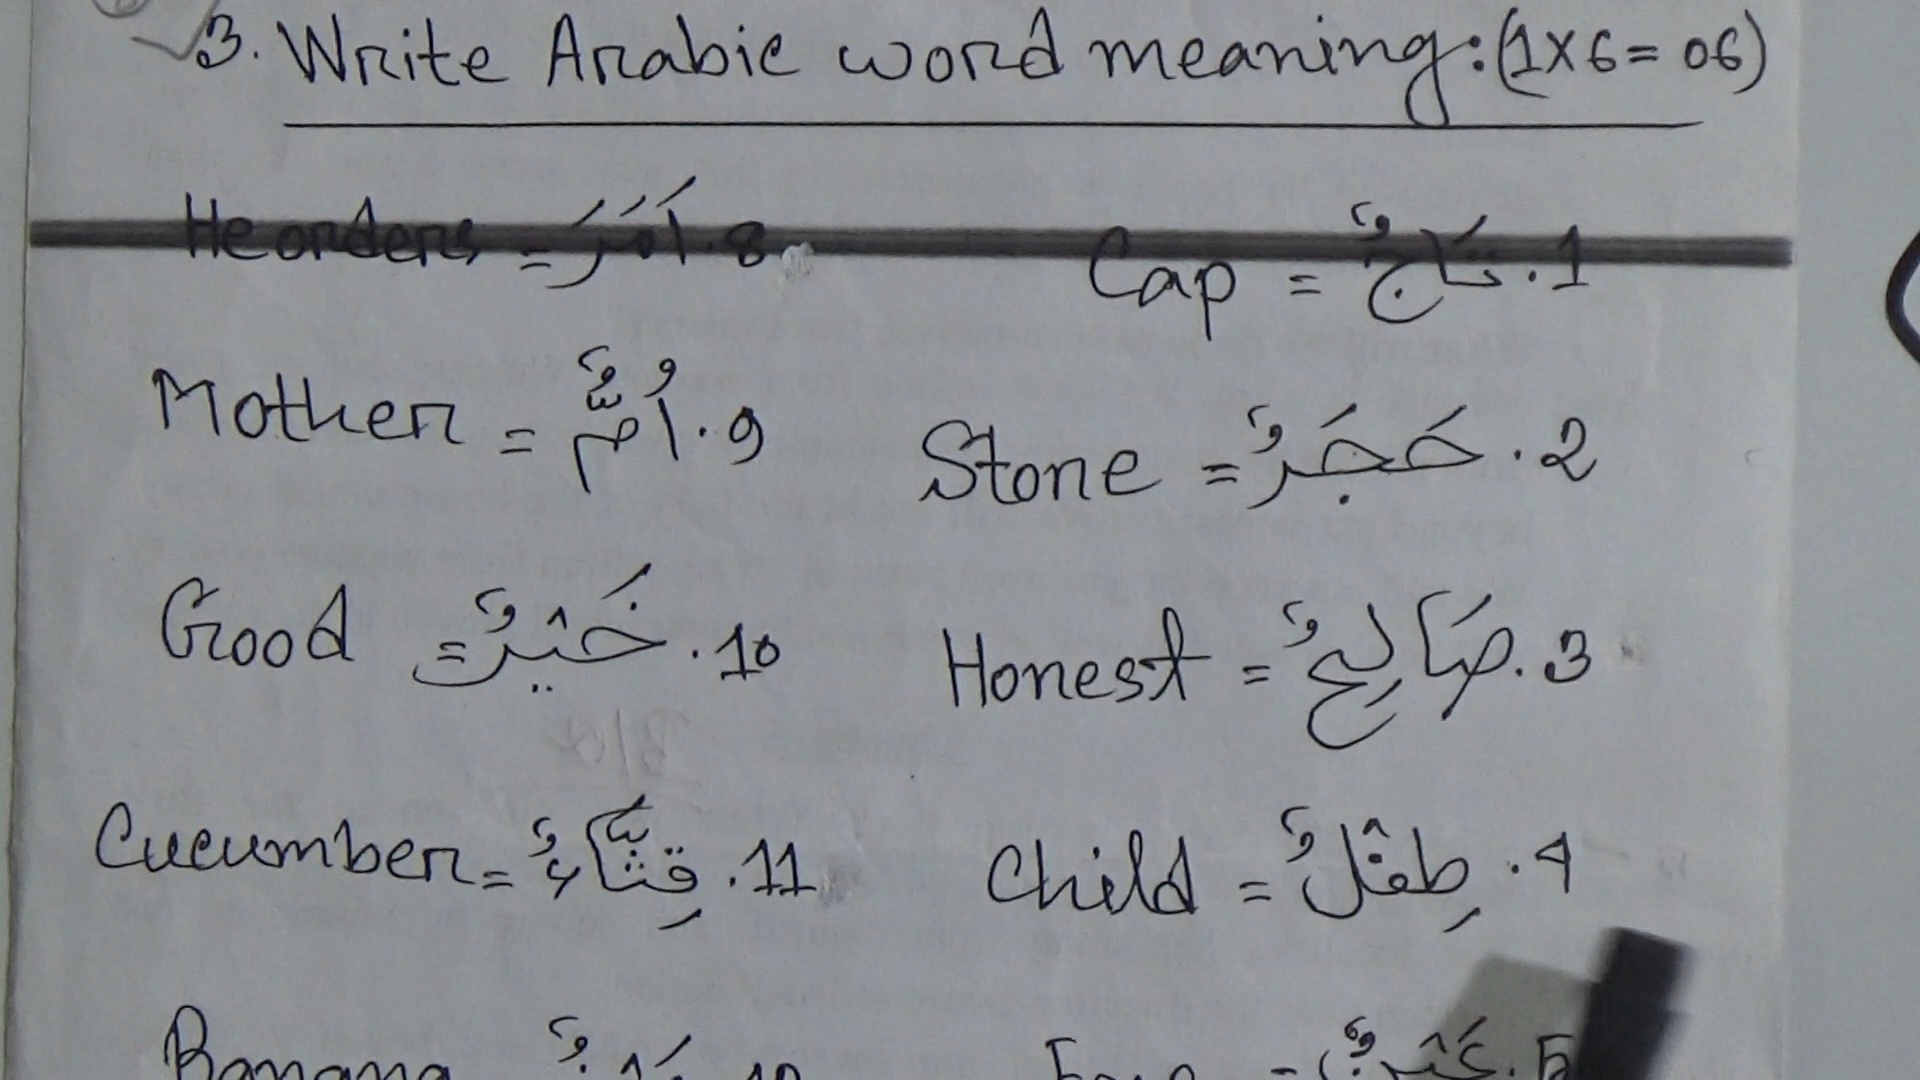 3. Write Arabic word meaning: (1x6= 06)
He orders = أَمَرَ .8
Cap = تَاجٌ .1
Mother = أُمٌّ .9
Stone = حَجَرٌ .2
Good = خَيْرٌ .10
Honest = صَالِحٌ .3
Cucumber = قِثَّاءٌ .11
Child = طِفْلٌ .4
Banana